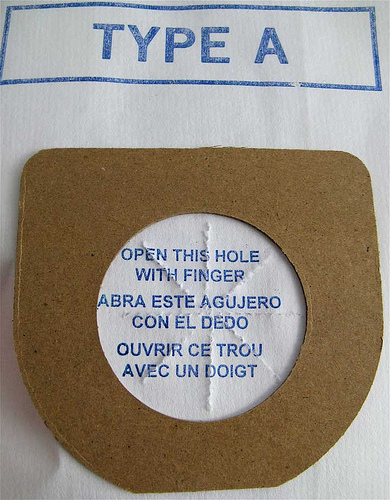 TYPE A
OPEN THIS HOLE
WITH FINGER
ABRA ESTE AGUJERO
CON EL DEDO
OUVRIR CE TROU
AVEC UN DOIGT